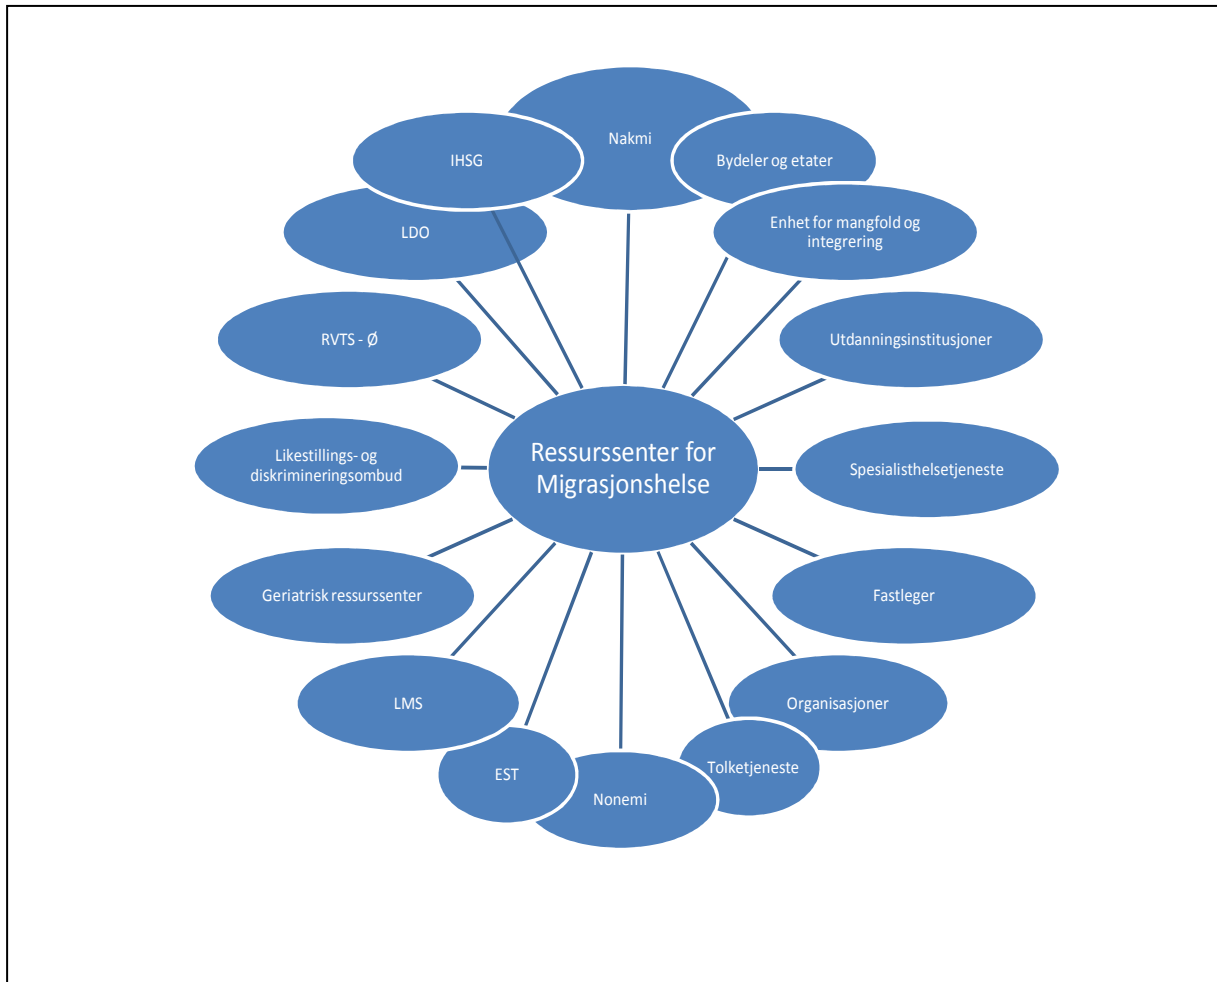 Nakmi
IHSG
Bydeler og etater
LDO
Enhet for mangfold og
integrering
RVTS - Ø
Utdanningsinstitusjoner
Ressurssenter for
Migrasjonshelse
Likestillings- og
diskrimineringsombud
Spesialisthelsetjeneste
Geriatrisk ressurssenter
Fastleger
LMS
Organisasjoner
EST
Tolketjeneste
Nonemi